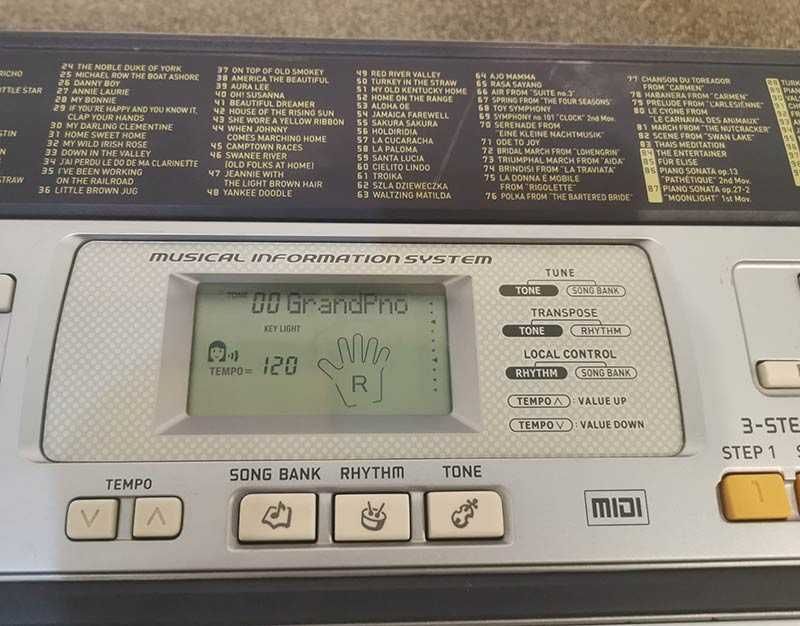 RICHO
LITTLE STAR
STIN
STRAW
24 THE NOBLE DUKE OF YORK
25 MICHAEL ROW THE BOAT ASHORE
26 DANNY BOY
27 ANNIE LAURIE
28 MY BONNIE
29 IF YOU'RE HAPPY AND YOU KNOW IT,
CLAP YOUR HANDS
30 MY DARLING CLEMENTINE
31 HOME SWEET HOME
32 MY WILD IRISH ROSE
33 DOWN IN THE VALLEY
34 J'AI PERDU LE DO DE MA CLARINETTE
35 I'VE BEEN WORKING
ON THE RAILROAD
36 LITTLE BROWN JUG
37 ON TOP OF OLD SMOKEY
38 AMERICA THE BEAUTIFUL
39 AURA LEE
40 OH! SUSANNA
41 BEAUTIFUL DREAMER
42 HOUSE OF THE RISING SUN
43 SHE WORE A YELLOW RIBBON
44 WHEN JOHNNY
COMES MARCHING HOME
45 CAMPTOWN RACES
46 SWANEE RIVER
(OLD FOLKS AT HOME)
47 JEANNIE WITH
THE LIGHT BROWN HAIR
48 YANKEE DOODLE
49 RED RIVER VALLEY
50 TURKEY IN THE STRAW
51 MY OLD KENTUCKY HOME
52 HOME ON THE RANGE
53 ALOHA OE
54 JAMAICA FAREWELL
55 SAKURA SAKURA
56 HOLDIRIDIA
57 LA CUCARACHA
58 LA PALOMA
59 SANTA LUCIA
60 CIELITO LINDO
61 TROIKA
62 SZLA DZIEWECZKA
63 WALTZING MATILDA
64 AJO MAMMA
65 RASA SAYANG
66 AIR FROM "SUITE no.3"
67 SPRING FROM "THE FOUR SEASONS"
68 TOY SYMPHONY
69 SYMPHONY no.101 "CLOCK" 2nd Mov.
70 SERENADE FROM
"EINE KLEINE NACHTMUSIK"
71 ODE TO JOY
72 BRIDAL MARCH FROM "LOHENGRIN"
73 TRIUMPHAL MARCH FROM "AIDA"
74 BRINDISI FROM "LA TRAVIATA"
75 LA DONNA È MOBILE
FROM "RIGOLETTE"
76 POLKA FROM "THE BARTERED BRIDE"
77 CHANSON DU TOREADOR
FROM "CARMEN"
78 HABANERA FROM "CARMEN"
79 PRELUDE FROM "L'ARLESIENNE"
80 LE CYGNE FROM
"LE CARNAVAL DES ANIMAUX"
81 MARCH FROM "THE NUTCRACKER"
82 SCENE FROM "SWAN LAKE"
83 THAIS MEDITATION
84 THE ENTERTAINER
85 FÜR ELISE
86 PIANO SONATA op.13
"PATHÉTIQUE" 2nd Mov.
87 PIANO SONATA op.27-2
"MOONLIGHT" 1st Mov.
MUSICAL INFORMATION SYSTEM
TONE 00 GrandPno
KEY LIGHT
TEMPO= 120
R
TUNE
TONE SONG BANK
TRANSPOSE
TONE RHYTHM
LOCAL CONTROL
RHYTHM SONG BANK
TEMPO ∧ : VALUE UP
TEMPO ∨ : VALUE DOWN
3-STE
STEP 1
1
TEMPO
∨ ∧
SONG BANK RHYTHM TONE
MIDI